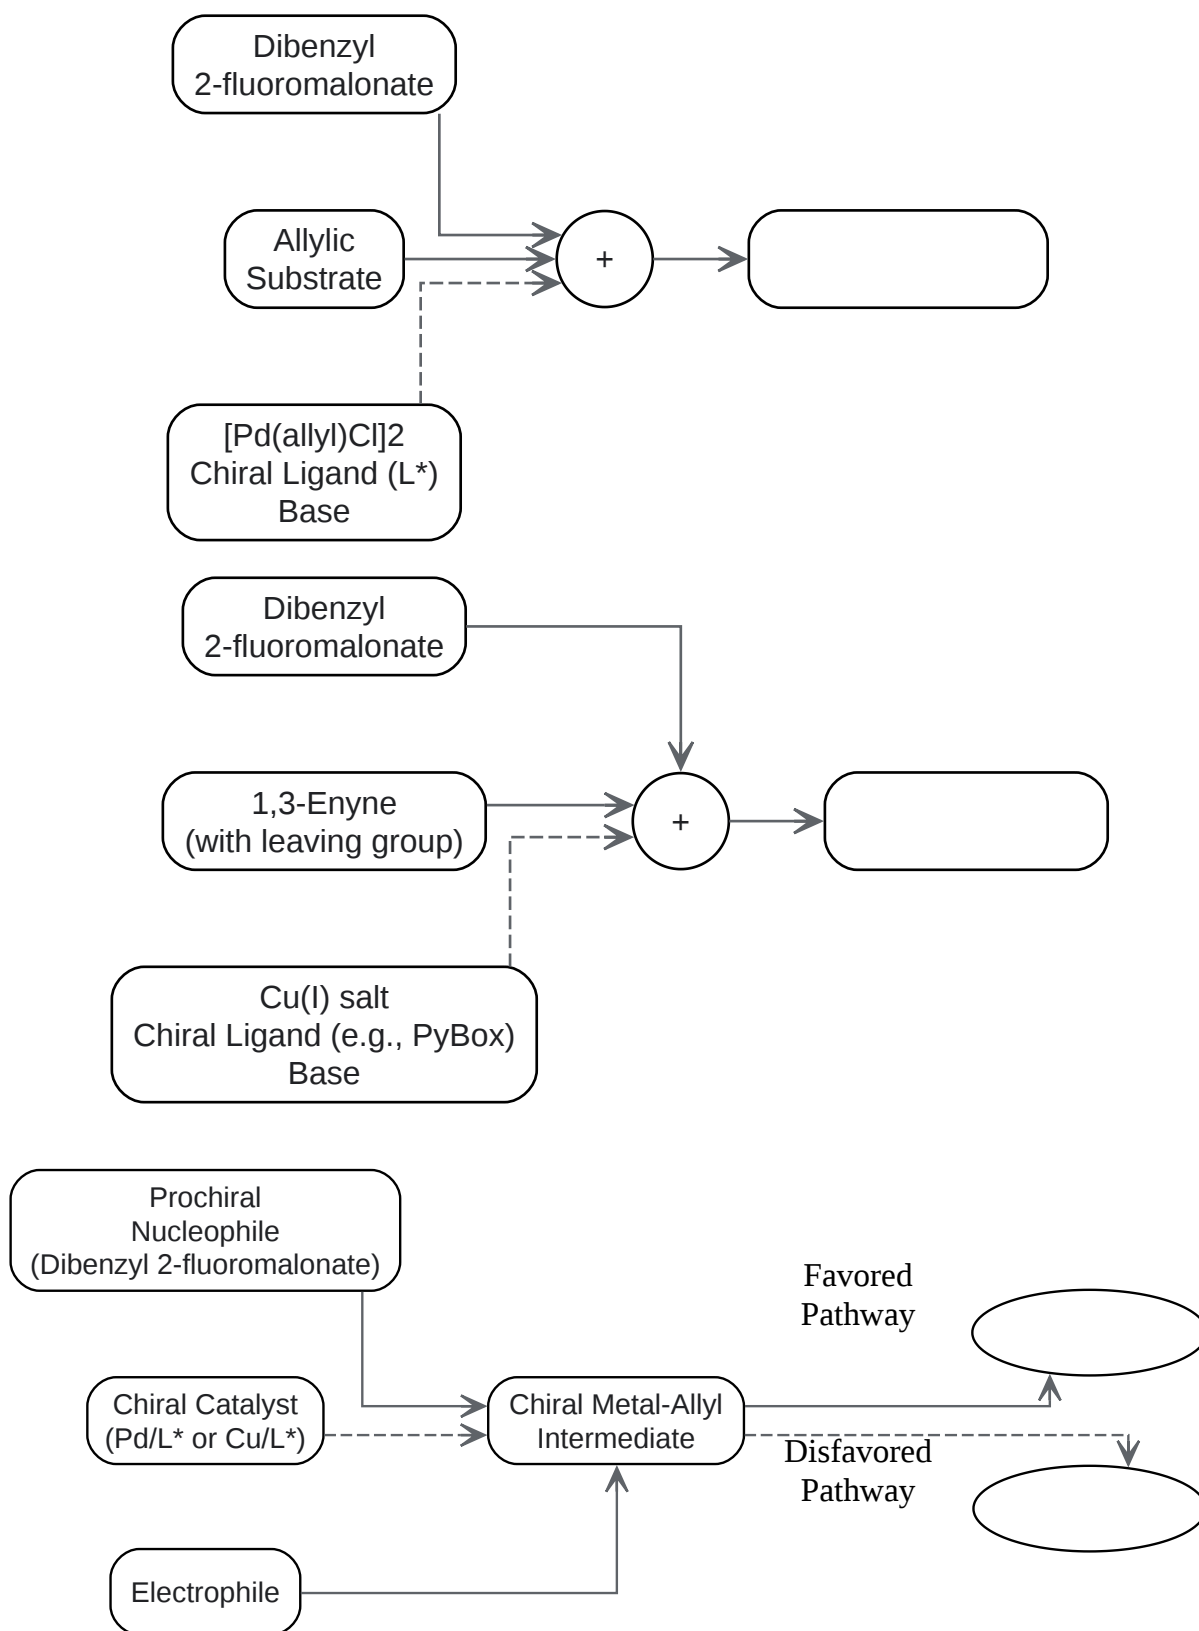 Dibenzyl
2-fluoromalonate
Allylic
Substrate
+
[Pd(allyl)Cl]2
Chiral Ligand (L*)
Base
Dibenzyl
2-fluoromalonate
1,3-Enyne
(with leaving group)
+
Cu(I) salt
Chiral Ligand (e.g., PyBox)
Base
Prochiral
Nucleophile
(Dibenzyl 2-fluoromalonate)
Favored
Pathway
Chiral Catalyst
(Pd/L* or Cu/L*)
Chiral Metal-Allyl
Intermediate
Disfavored
Pathway
Electrophile